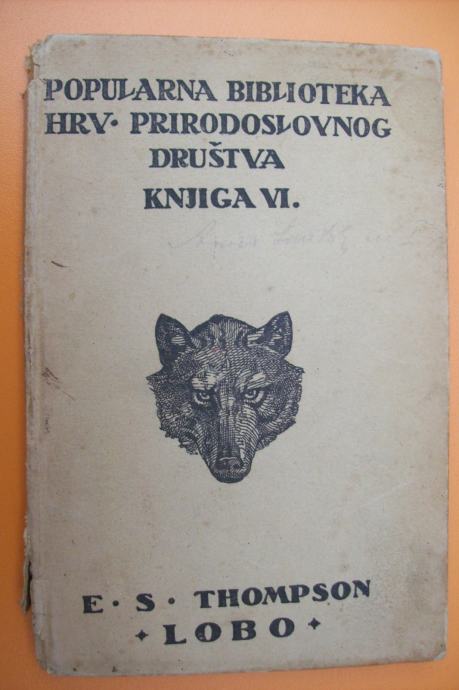 POPULARNA BIBLIOTEKA
HRV· PRIRODOSLOVNOG
DRUŠTVA
KNJIGA VI.
E · S · THOMPSON
LOBO